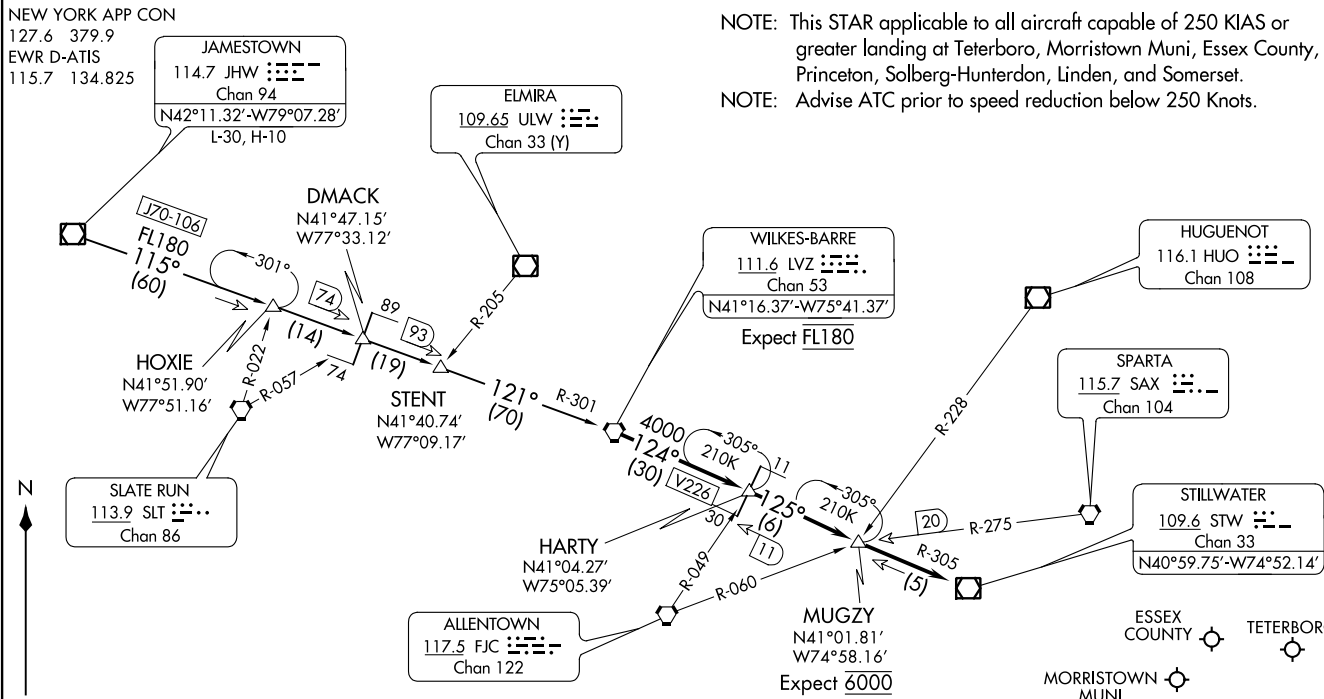 NEW YORK APP CON
127.6 379.9
EWR D-ATIS
115.7 134.825
NOTE: This STAR applicable to all aircraft capable of 250 KIAS or
greater landing at Teterboro, Morristown Muni, Essex County,
Princeton, Solberg-Hunterdon, Linden, and Somerset.
NOTE: Advise ATC prior to speed reduction below 250 Knots.
JAMESTOWN
114.7 JHW
Chan 94
N42°11.32'-W79°07.28'
L-30, H-10
ELMIRA
109.65 ULW
Chan 33 (Y)
DMACK
N41°47.15'
W77°33.12'
J70-106
FL180
115°
(60)
301°
74
(14)
89
93
(19)
R-205
HOXIE
N41°51.90'
W77°51.16'
R-022
R-057
74
STENT
N41°40.74'
W77°09.17'
121°
(70)
R-301
WILKES-BARRE
111.6 LVZ
Chan 53
N41°16.37'-W75°41.37'
Expect FL180
HUGUENOT
116.1 HUO
Chan 108
SPARTA
115.7 SAX
Chan 104
R-228
4000
124°
(30)
V226
305°
210K
11
30
11
125°
(6)
305°
210K
20
R-275
R-305
(5)
STILLWATER
109.6 STW
Chan 33
N40°59.75'-W74°52.14'
N
SLATE RUN
113.9 SLT
Chan 86
HARTY
N41°04.27'
W75°05.39'
R-049
R-060
ALLENTOWN
117.5 FJC
Chan 122
MUGZY
N41°01.81'
W74°58.16'
Expect 6000
ESSEX
COUNTY
TETERBOR
MORRISTOWN
MUNI